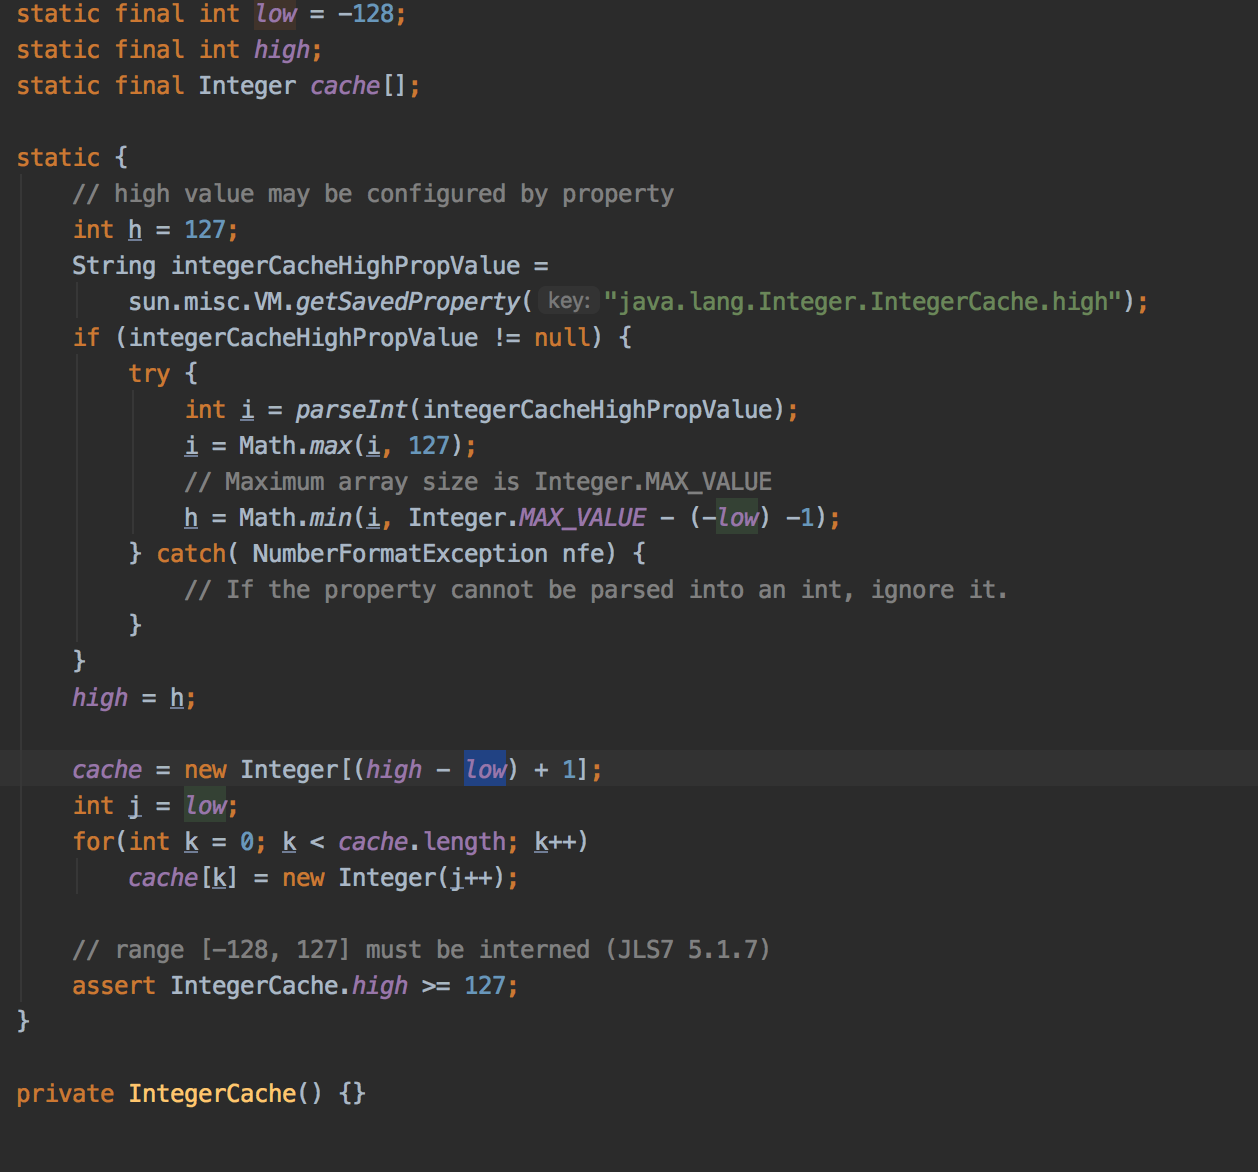 static final int low = -128;
static final int high;
static final Integer cache[];
static {
// high value may be configured by property
int h = 127;
String integerCacheHighPropValue =
sun.misc.VM.getSavedProperty( key: "java.lang.Integer.IntegerCache.high");
if (integerCacheHighPropValue != null) {
try {
int i = parseInt(integerCacheHighPropValue);
i = Math.max(i, 127);
// Maximum array size is Integer.MAX_VALUE
h = Math.min(i, Integer.MAX_VALUE - (-low) -1);
} catch( NumberFormatException nfe) {
// If the property cannot be parsed into an int, ignore it.
}
}
high = h;
cache = new Integer[(high - low) + 1];
int j = low;
for(int k = 0; k < cache.length; k++)
cache[k] = new Integer(j++);
// range [-128, 127] must be interned (JLS7 5.1.7)
assert IntegerCache.high >= 127;
}
private IntegerCache() {}